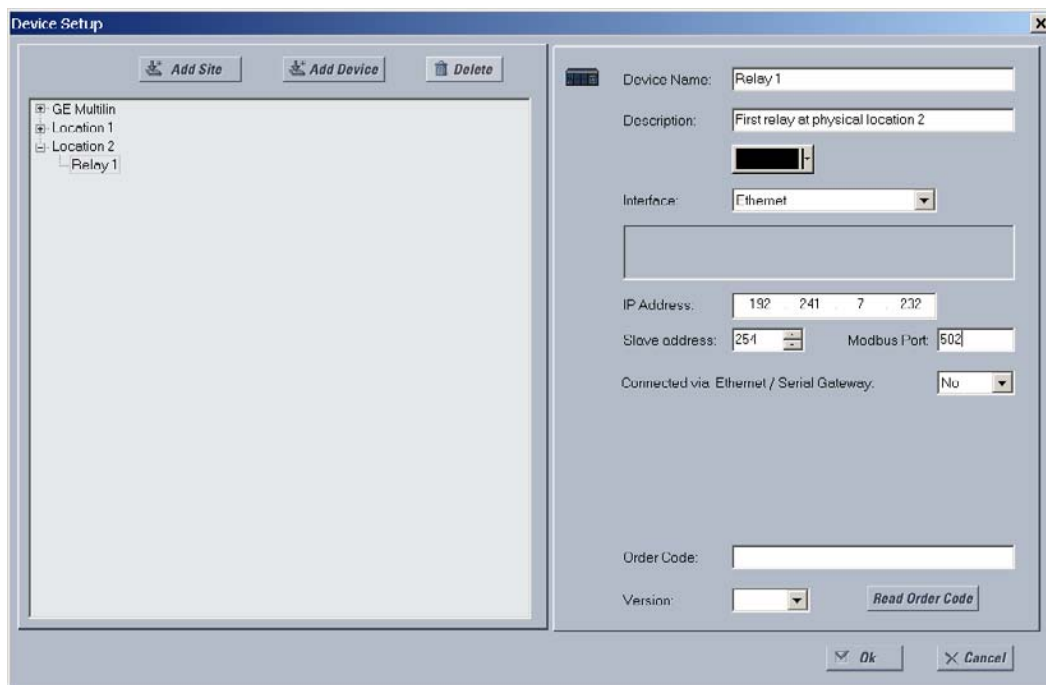 Device Setup
Add Site
Add Device
Delete
GE Multilin
Location 1
Location 2
Relay 1
Device Name:
Relay 1
Description:
First relay at physical location 2
Interface:
Ethernet
IP Address:
192 . 241 . 7 . 232
Slave address:
254
Modbus Port:
502
Connected via Ethernet / Serial Gateway:
No
Order Code:
Version:
Read Order Code
Ok
Cancel